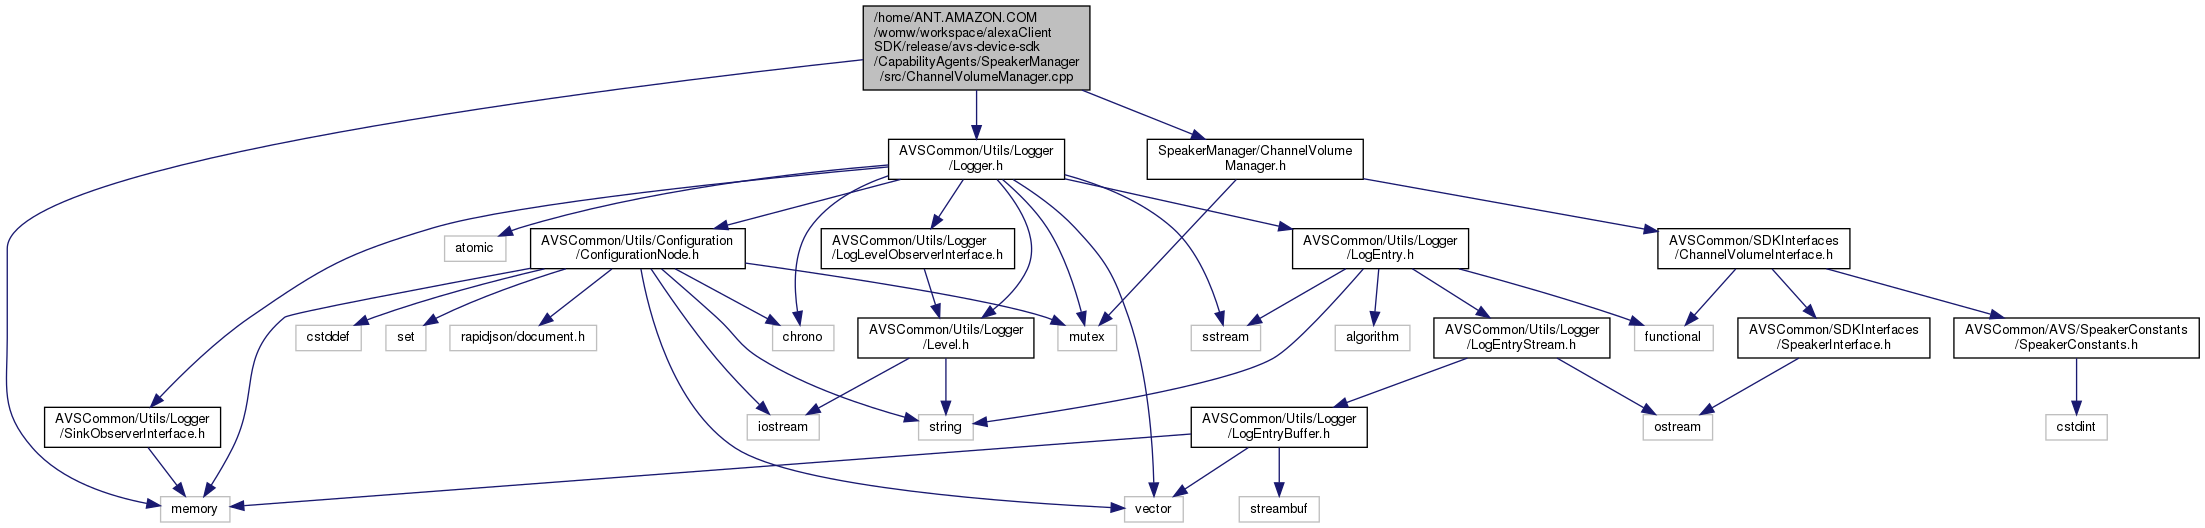 /home/ANT.AMAZON.COM
/womw/workspace/alexaClient
SDK/release/avs-device-sdk
/CapabilityAgents/SpeakerManager
/src/ChannelVolumeManager.cpp
AVSCommon/Utils/Logger
/Logger.h
SpeakerManager/ChannelVolume
Manager.h
atomic
AVSCommon/Utils/Configuration
/ConfigurationNode.h
AVSCommon/Utils/Logger
/LogLevelObserverInterface.h
AVSCommon/Utils/Logger
/LogEntry.h
AVSCommon/SDKInterfaces
/ChannelVolumeInterface.h
cstddef
set
rapidjson/document.h
chrono
AVSCommon/Utils/Logger
/Level.h
mutex
sstream
algorithm
AVSCommon/Utils/Logger
/LogEntryStream.h
functional
AVSCommon/SDKInterfaces
/SpeakerInterface.h
AVSCommon/AVS/SpeakerConstants
/SpeakerConstants.h
AVSCommon/Utils/Logger
/SinkObserverInterface.h
iostream
string
AVSCommon/Utils/Logger
/LogEntryBuffer.h
ostream
cstdint
memory
vector
streambuf